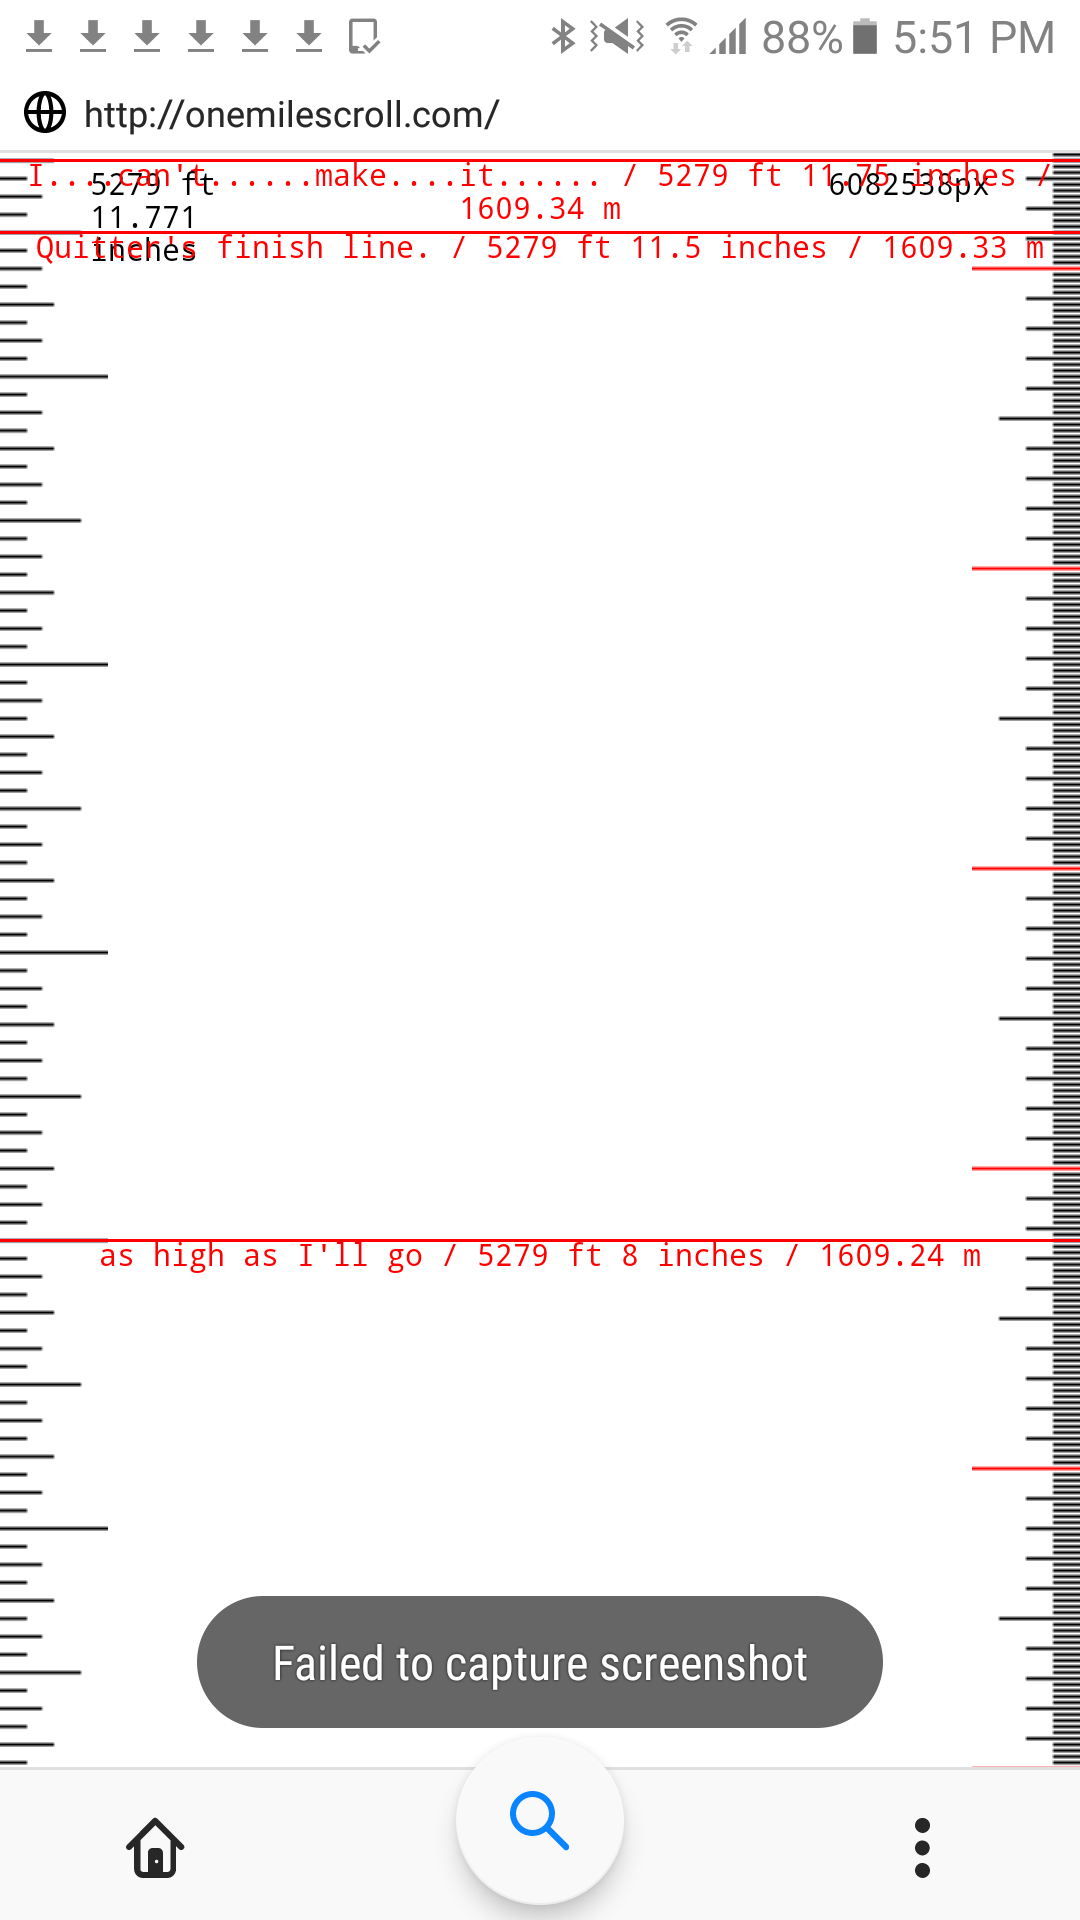 88% 5:51 PM
http://onemilescroll.com/
I....can't......make....it...... / 5279 ft 11.75 inches /
1609.34 m
5279 ft
11.771
inches
6082538px
Quitter's finish line. / 5279 ft 11.5 inches / 1609.33 m
as high as I'll go / 5279 ft 8 inches / 1609.24 m
Failed to capture screenshot